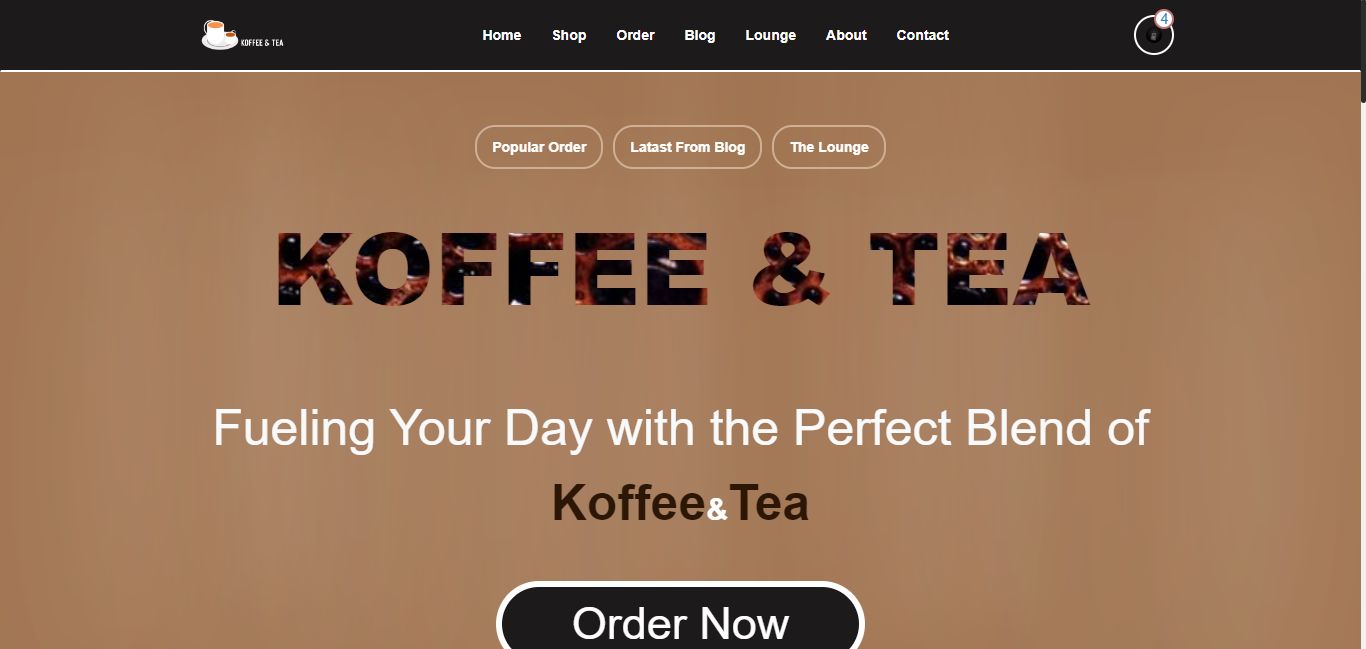 KOFFEE & TEA
Home Shop Order Blog Lounge About Contact
4
Popular Order Latast From Blog The Lounge
KOFFEE & TEA
Fueling Your Day with the Perfect Blend of
Koffee&Tea
Order Now